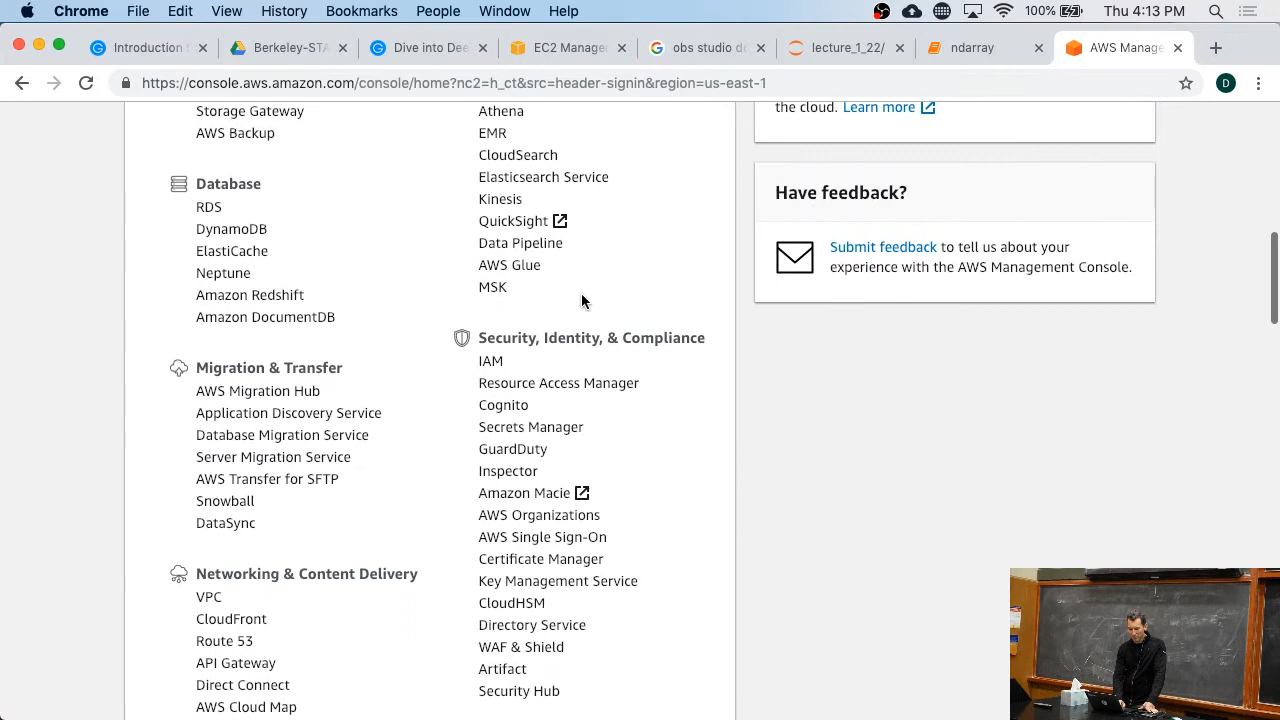 Chrome File Edit View History Bookmarks People Window Help 100% Thu 4:13 PM
Introduction Berkeley-STA Dive into Dee EC2 Manage obs studio do lecture_1_22/ ndarray AWS Manage
https://console.aws.amazon.com/console/home?nc2=h_ct&src=header-signin&region=us-east-1 D
Storage Gateway
AWS Backup
Database
RDS
DynamoDB
ElastiCache
Neptune
Amazon Redshift
Amazon DocumentDB
Migration & Transfer
AWS Migration Hub
Application Discovery Service
Database Migration Service
Server Migration Service
AWS Transfer for SFTP
Snowball
DataSync
Networking & Content Delivery
VPC
CloudFront
Route 53
API Gateway
Direct Connect
AWS Cloud Map
Athena
EMR
CloudSearch
Elasticsearch Service
Kinesis
QuickSight
Data Pipeline
AWS Glue
MSK
Security, Identity, & Compliance
IAM
Resource Access Manager
Cognito
Secrets Manager
GuardDuty
Inspector
Amazon Macie
AWS Organizations
AWS Single Sign-On
Certificate Manager
Key Management Service
CloudHSM
Directory Service
WAF & Shield
Artifact
Security Hub
the cloud. Learn more
Have feedback?
Submit feedback to tell us about your
experience with the AWS Management Console.